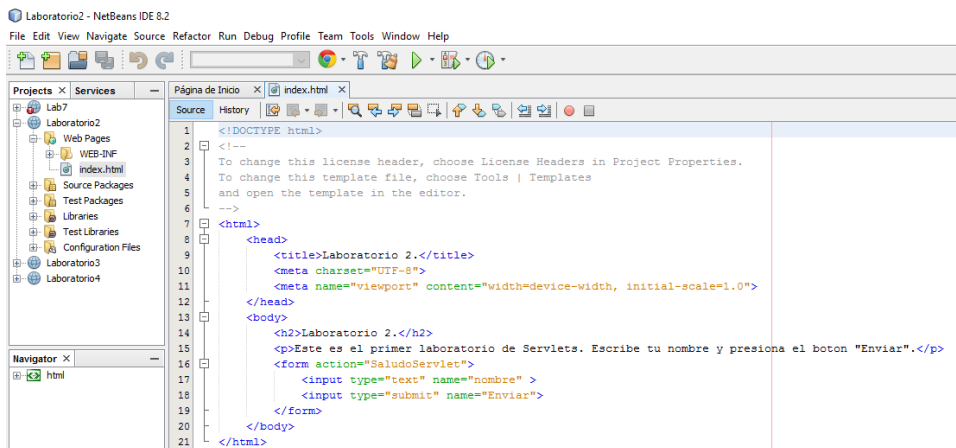 Laboratorio2 - NetBeans IDE 8.2
File Edit View Navigate Source Refactor Run Debug Profile Team Tools Window Help
Projects × Services
Lab7
Laboratorio2
Web Pages
WEB-INF
index.html
Source Packages
Test Packages
Libraries
Test Libraries
Configuration Files
Laboratorio3
Laboratorio4
Navigator ×
html
Página de Inicio × index.html ×
Source History
1 <!DOCTYPE html>
2 <!--
3 To change this license header, choose License Headers in Project Properties.
4 To change this template file, choose Tools | Templates
5 and open the template in the editor.
6 -->
7 <html>
8 <head>
9 <title>Laboratorio 2.</title>
10 <meta charset="UTF-8">
11 <meta name="viewport" content="width=device-width, initial-scale=1.0">
12 </head>
13 <body>
14 <h2>Laboratorio 2.</h2>
15 <p>Este es el primer laboratorio de Servlets. Escribe tu nombre y presiona el boton "Enviar".</p>
16 <form action="SaludoServlet">
17 <input type="text" name="nombre" >
18 <input type="submit" name="Enviar">
19 </form>
20 </body>
21 </html>